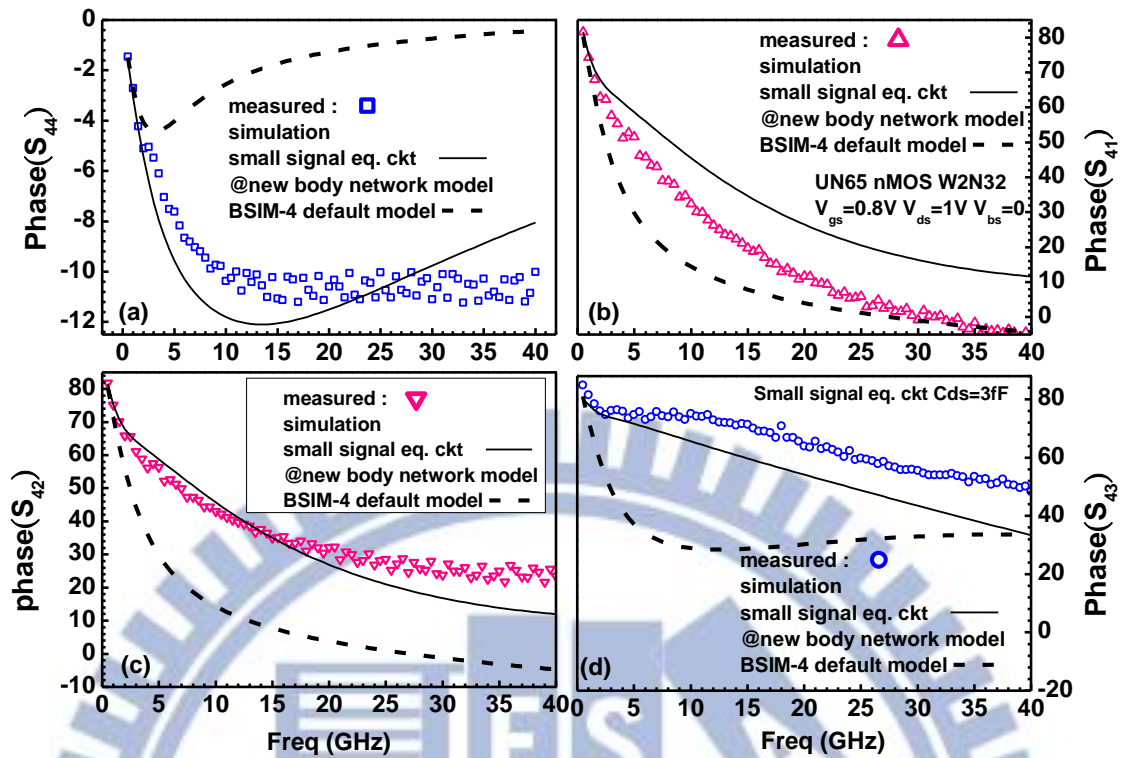 0
-2
-4
-6
-8
-10
-12
Phase(S44)
measured :
simulation
small signal eq. ckt
@new body network model
BSIM-4 default model
(a)
0 5 10 15 20 25 30 35 40
measured :
simulation
small signal eq. ckt
@new body network model
BSIM-4 default model
UN65 nMOS W2N32
Vgs=0.8V Vds=1V Vbs=0
(b)
80
70
60
50
40
30
20
10
0
Phase(S41)
0 5 10 15 20 25 30 35 40
80
70
60
50
40
30
20
10
0
-10
phase(S42)
measured :
simulation
small signal eq. ckt
@new body network model
BSIM-4 default model
(c)
0 5 10 15 20 25 30 35 40
Freq (GHz)
Small signal eq. ckt Cds=3fF
measured :
simulation
small signal eq. ckt
@new body network model
BSIM-4 default model
(d)
80
60
40
20
0
-20
Phase(S43)
0 5 10 15 20 25 30 35 40
Freq (GHz)